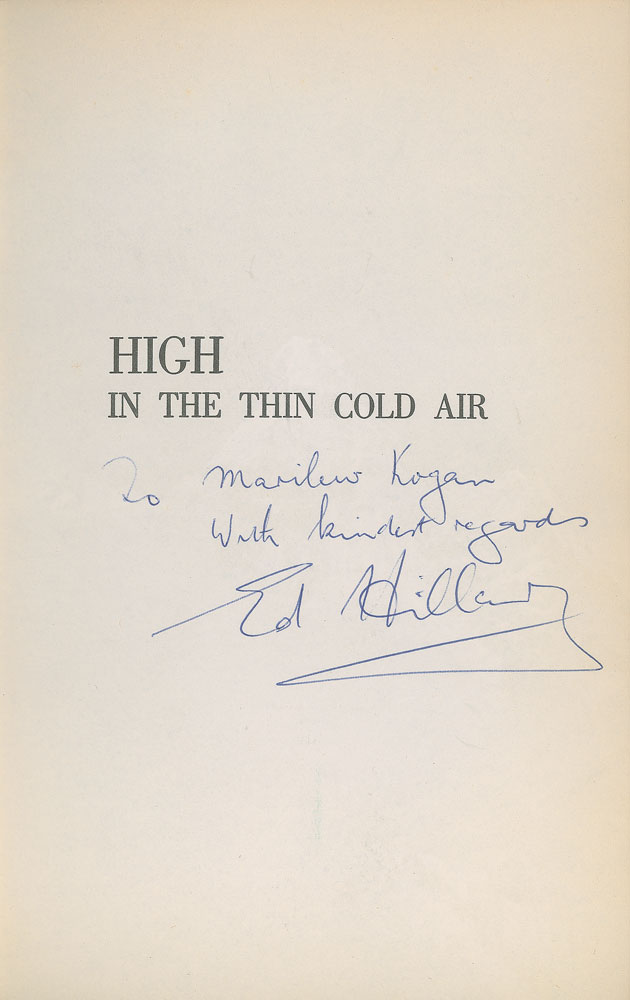 HIGH
IN THE THIN COLD AIR
To Marilew Kogan
With kindest regards
Ed Hillary